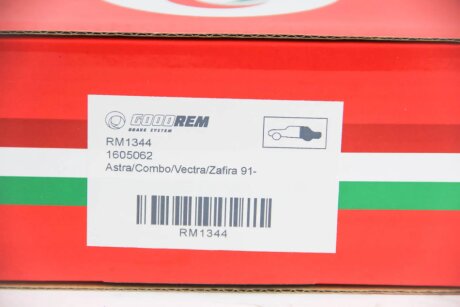 GOODREM
BRAKE SYSTEM
RM1344
1605062
Astra/Combo/Vectra/Zafira 91-
RM1344